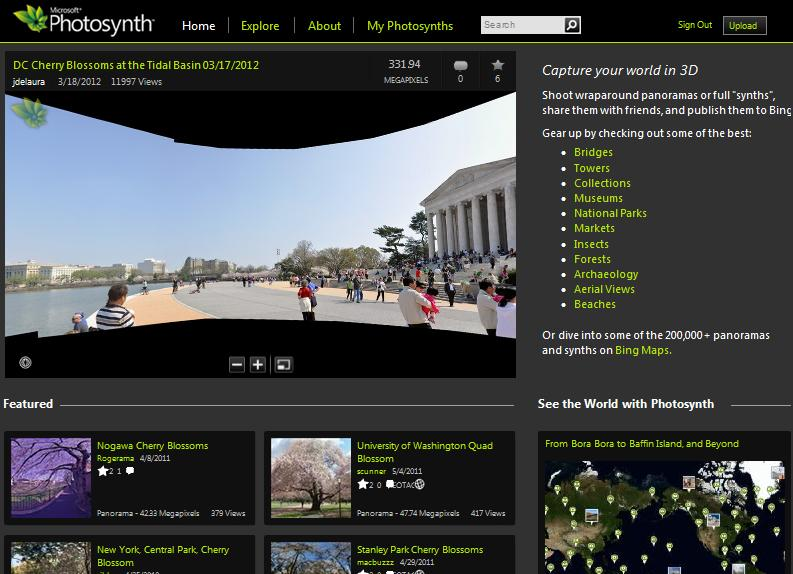 Microsoft®
Photosynth™
Home
Explore
About
My Photosynths
Search
Sign Out
Upload
DC Cherry Blossoms at the Tidal Basin 03/17/2012
jdelaura 3/18/2012 11997 Views
331.94
MEGAPIXELS
0
6
Capture your world in 3D
Shoot wraparound panoramas or full "synths",
share them with friends, and publish them to Bing
Gear up by checking out some of the best:
Bridges
Towers
Collections
Museums
National Parks
Markets
Insects
Forests
Archaeology
Aerial Views
Beaches
Or dive into some of the 200,000+ panoramas
and synths on Bing Maps.
Featured
Nogawa Cherry Blossoms
Rogerama 4/8/2011
2 1
Panorama - 42.33 Megapixels 379 Views
University of Washington Quad
Blossom
scunner 5/4/2011
2 0
Panorama - 47.74 Megapixels 417 Views
New York, Central Park, Cherry
Blossom
Stanley Park Cherry Blossoms
macbuzzz 4/29/2011
See the World with Photosynth
From Bora Bora to Baffin Island, and Beyond